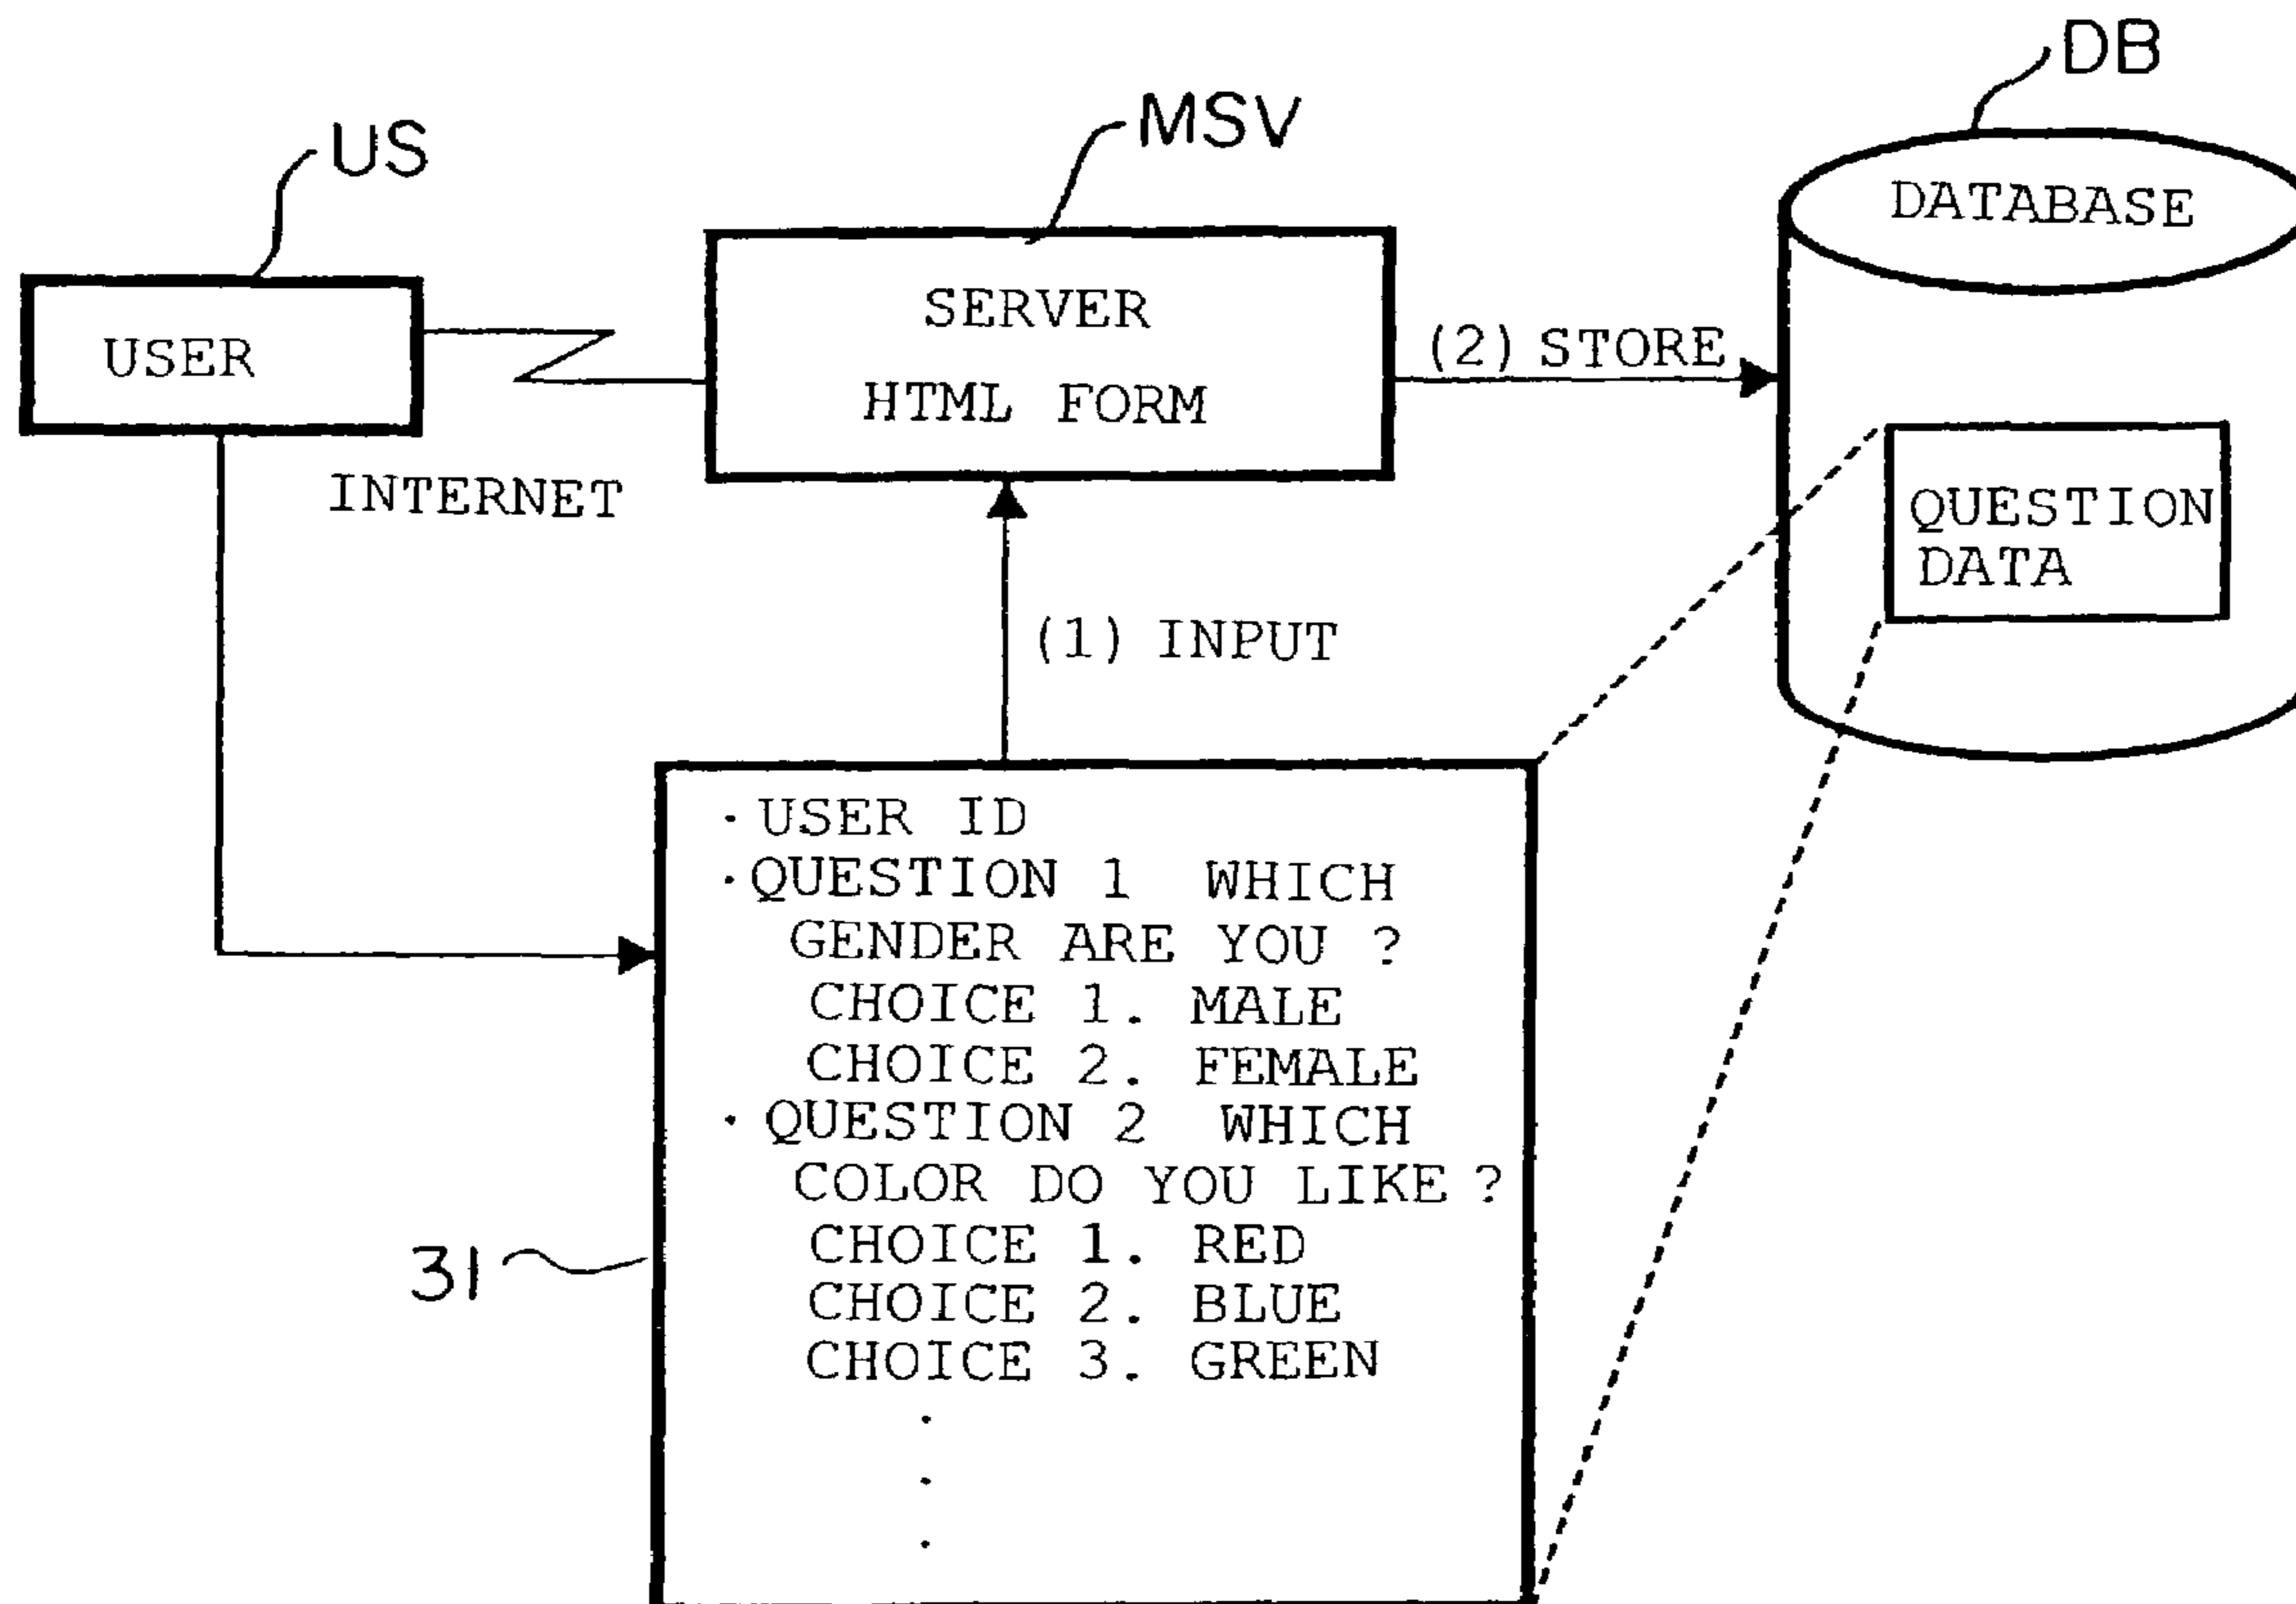 DB
MSV
US
DATABASE
SERVER
HTML FORM
USER
(2) STORE
INTERNET
QUESTION
DATA
(1) INPUT
· USER ID
· QUESTION 1 WHICH
GENDER ARE YOU ?
CHOICE 1. MALE
CHOICE 2. FEMALE
· QUESTION 2 WHICH
COLOR DO YOU LIKE ?
CHOICE 1. RED
CHOICE 2. BLUE
CHOICE 3. GREEN
.
.
.
31